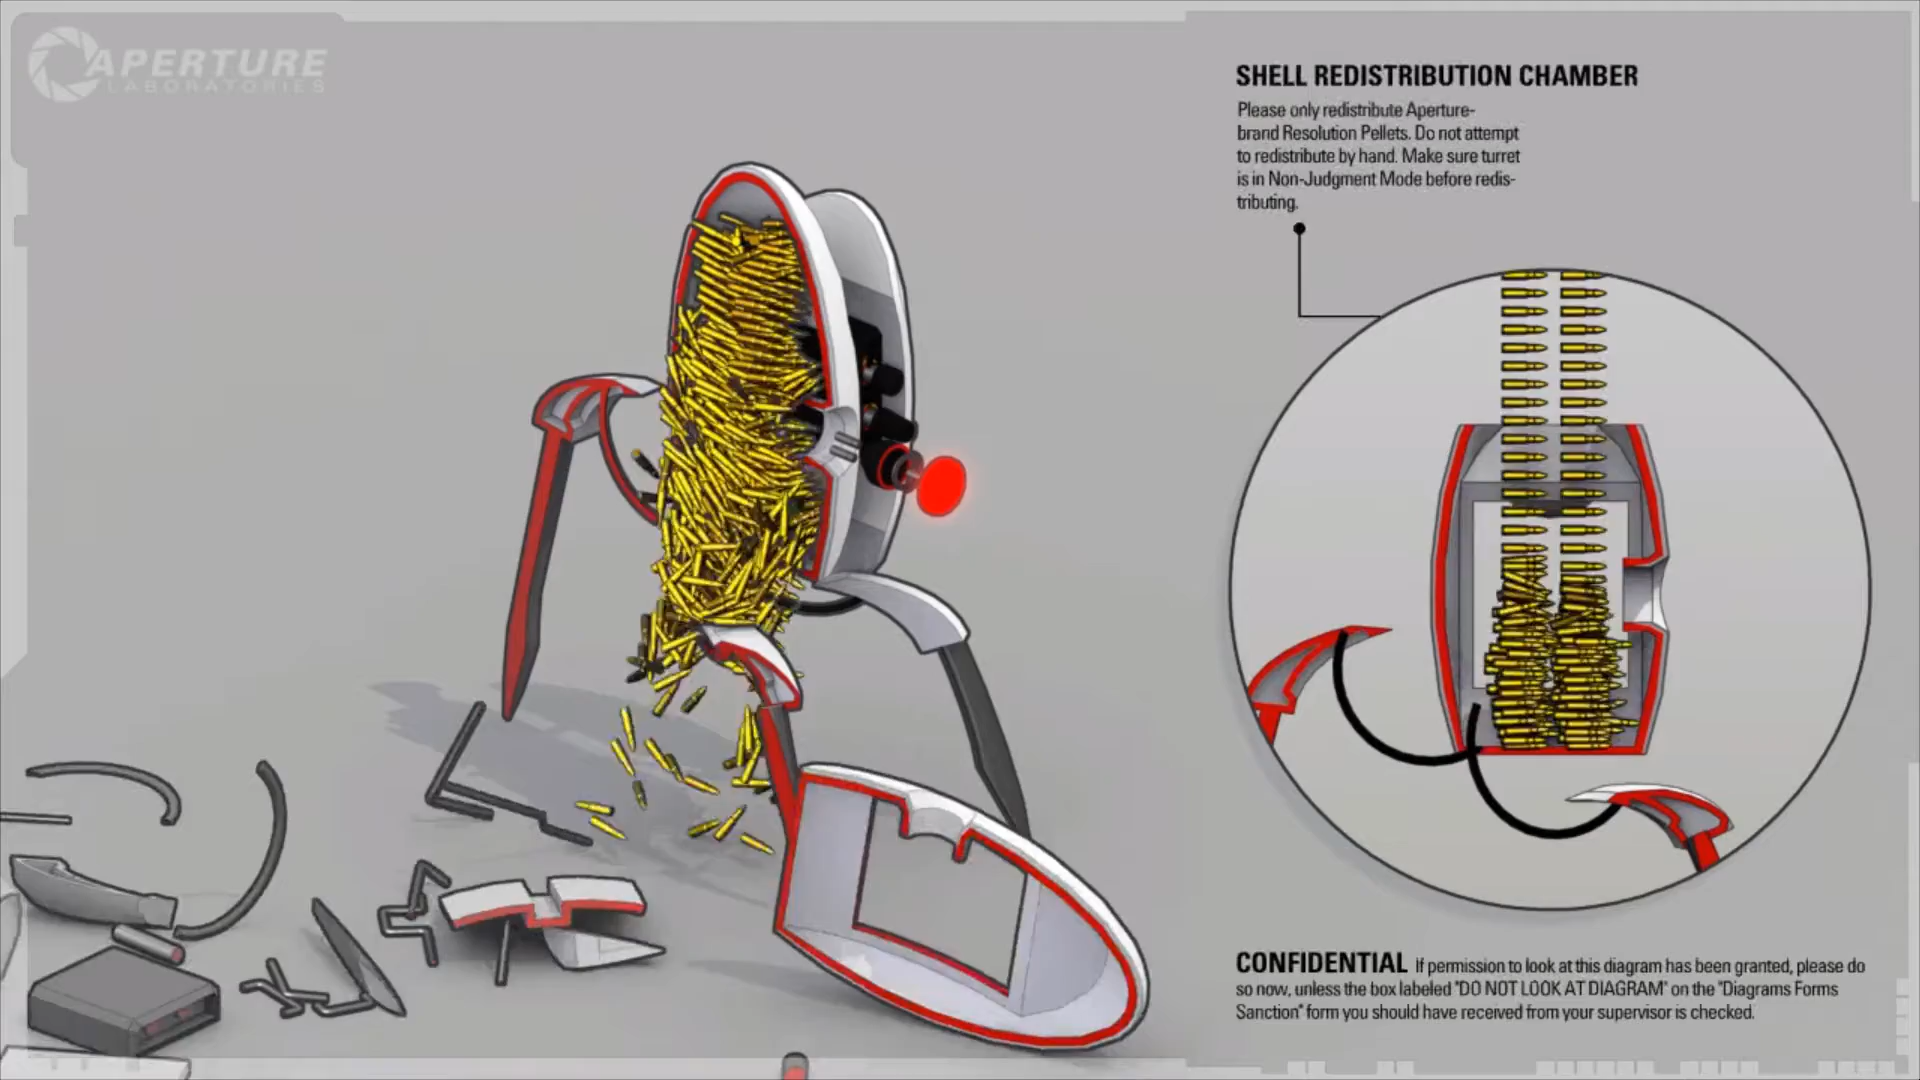 APERTURE
LABORATORIES
SHELL REDISTRIBUTION CHAMBER
Please only redistribute Aperture-
brand Resolution Pellets. Do not attempt
to redistribute by hand. Make sure turret
is in Non-Judgment Mode before redis-
tributing.
CONFIDENTIAL If permission to look at this diagram has been granted, please do
so now, unless the box labeled "DO NOT LOOK AT DIAGRAM" on the "Diagrams Forms
Sanction" form you should have received from your supervisor is checked.